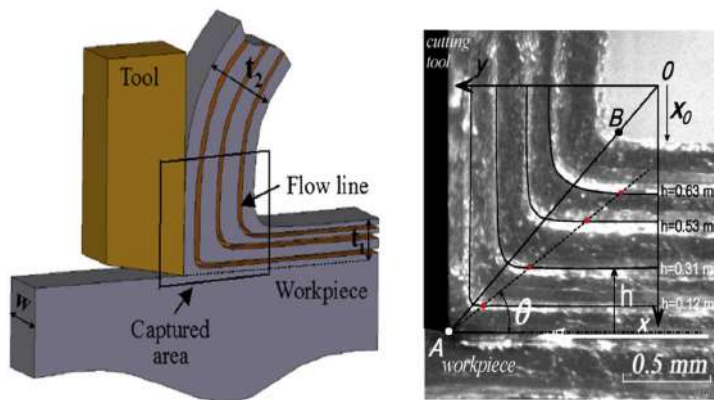 Tool
t₂
Flow line
t₁
Workpiece
w
Captured
area
cutting
tool
y
O
X₀
B
h=0.63 m
h=0.53 m
h=0.31 m
h
h=0.12 m
θ
x
A
workpiece
0.5 mm